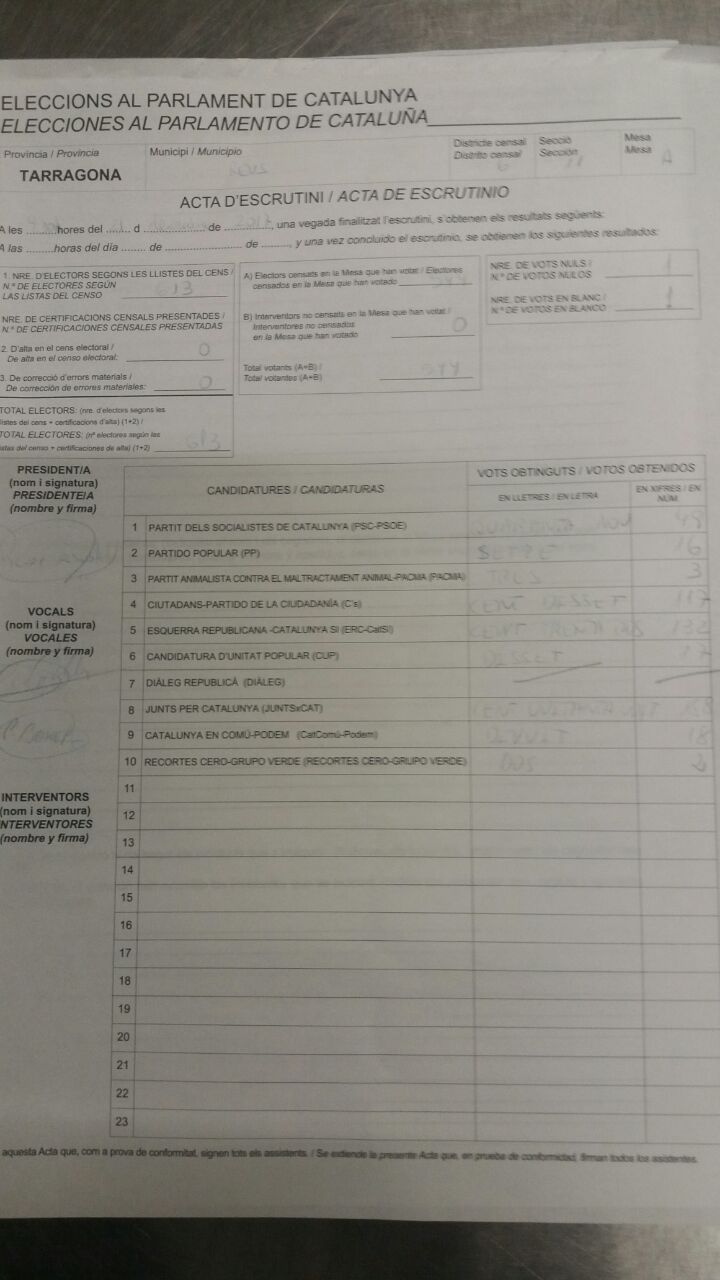 ELECCIONS AL PARLAMENT DE CATALUNYA
ELECCIONES AL PARLAMENTO DE CATALUÑA
Província / Provincia
TARRAGONA
Municipi / Municipio
REUS
Districte censal
Distrito censal
6
Secció
Sección
11
Mesa
Mesa
A
ACTA D'ESCRUTINI / ACTA DE ESCRUTINIO
A les ........ hores del ...... d ................ de ............, una vegada finalitzat l'escrutini, s'obtenen els resultats següents:
A las .........horas del día ........ de ........................ de ........., y una vez concluido el escrutinio, se obtienen los siguientes resultados:
1. NRE. D'ELECTORS SEGONS LES LLISTES DEL CENS /
N.º DE ELECTORES SEGÚN
LAS LISTAS DEL CENSO 613
NRE. DE CERTIFICACIONS CENSALS PRESENTADES /
N.º DE CERTIFICACIONES CENSALES PRESENTADAS
2. D'alta en el cens electoral /
De alta en el censo electoral: 0
3. De correcció d'errors materials /
De corrección de errores materiales: 0
TOTAL ELECTORS: (nre. d'electors segons les
listes del cens + certificacions d'alta) (1+2) /
TOTAL ELECTORES: (nº electores según las
listas del censo + certificaciones de alta) (1+2) 613
A) Electors censats en la Mesa que han votat / Electores
censados en la Mesa que han votado 544
B) Interventors no censats en la Mesa que han votat /
Interventores no censados
en la Mesa que han votado 0
Total votants (A+B) /
Total votantes (A+B) 544
NRE. DE VOTS NULS /
N.º DE VOTOS NULOS 1
NRE. DE VOTS EN BLANC /
N.º DE VOTOS EN BLANCO 1
PRESIDENT/A
(nom i signatura)
PRESIDENTE/A
(nombre y firma)
VOCALS
(nom i signatura)
VOCALES
(nombre y firma)
INTERVENTORS
(nom i signatura)
INTERVENTORES
(nombre y firma)
CANDIDATURES / CANDIDATURAS
VOTS OBTINGUTS / VOTOS OBTENIDOS
EN LLETRES / EN LETRA
EN XIFRES / EN NÚM.
1 PARTIT DELS SOCIALISTES DE CATALUNYA (PSC-PSOE) QUARANTA NOU 49
2 PARTIDO POPULAR (PP) SETZE 16
3 PARTIT ANIMALISTA CONTRA EL MALTRACTAMENT ANIMAL-PACMA (PACMA) TRES 3
4 CIUTADANS-PARTIDO DE LA CIUDADANÍA (C's) CENT DESSET 117
5 ESQUERRA REPUBLICANA -CATALUNYA SÍ (ERC-CatSí) CENT TRENTA 132
6 CANDIDATURA D'UNITAT POPULAR (CUP) DESSET 17
7 DIÀLEG REPUBLICÀ (DIÀLEG)
8 JUNTS PER CATALUNYA (JUNTSxCAT) CENT VUITANTA VUIT 188
9 CATALUNYA EN COMÚ-PODEM (CatComú-Podem) DIVUIT 18
10 RECORTES CERO-GRUPO VERDE (RECORTES CERO-GRUPO VERDE) DOS 2
11
12
13
14
15
16
17
18
19
20
21
22
23
aquesta Acta que, com a prova de conformitat, signen tots els assistents. / Se extiende la presente Acta que, en prueba de conformidad, firman todos los asistentes.